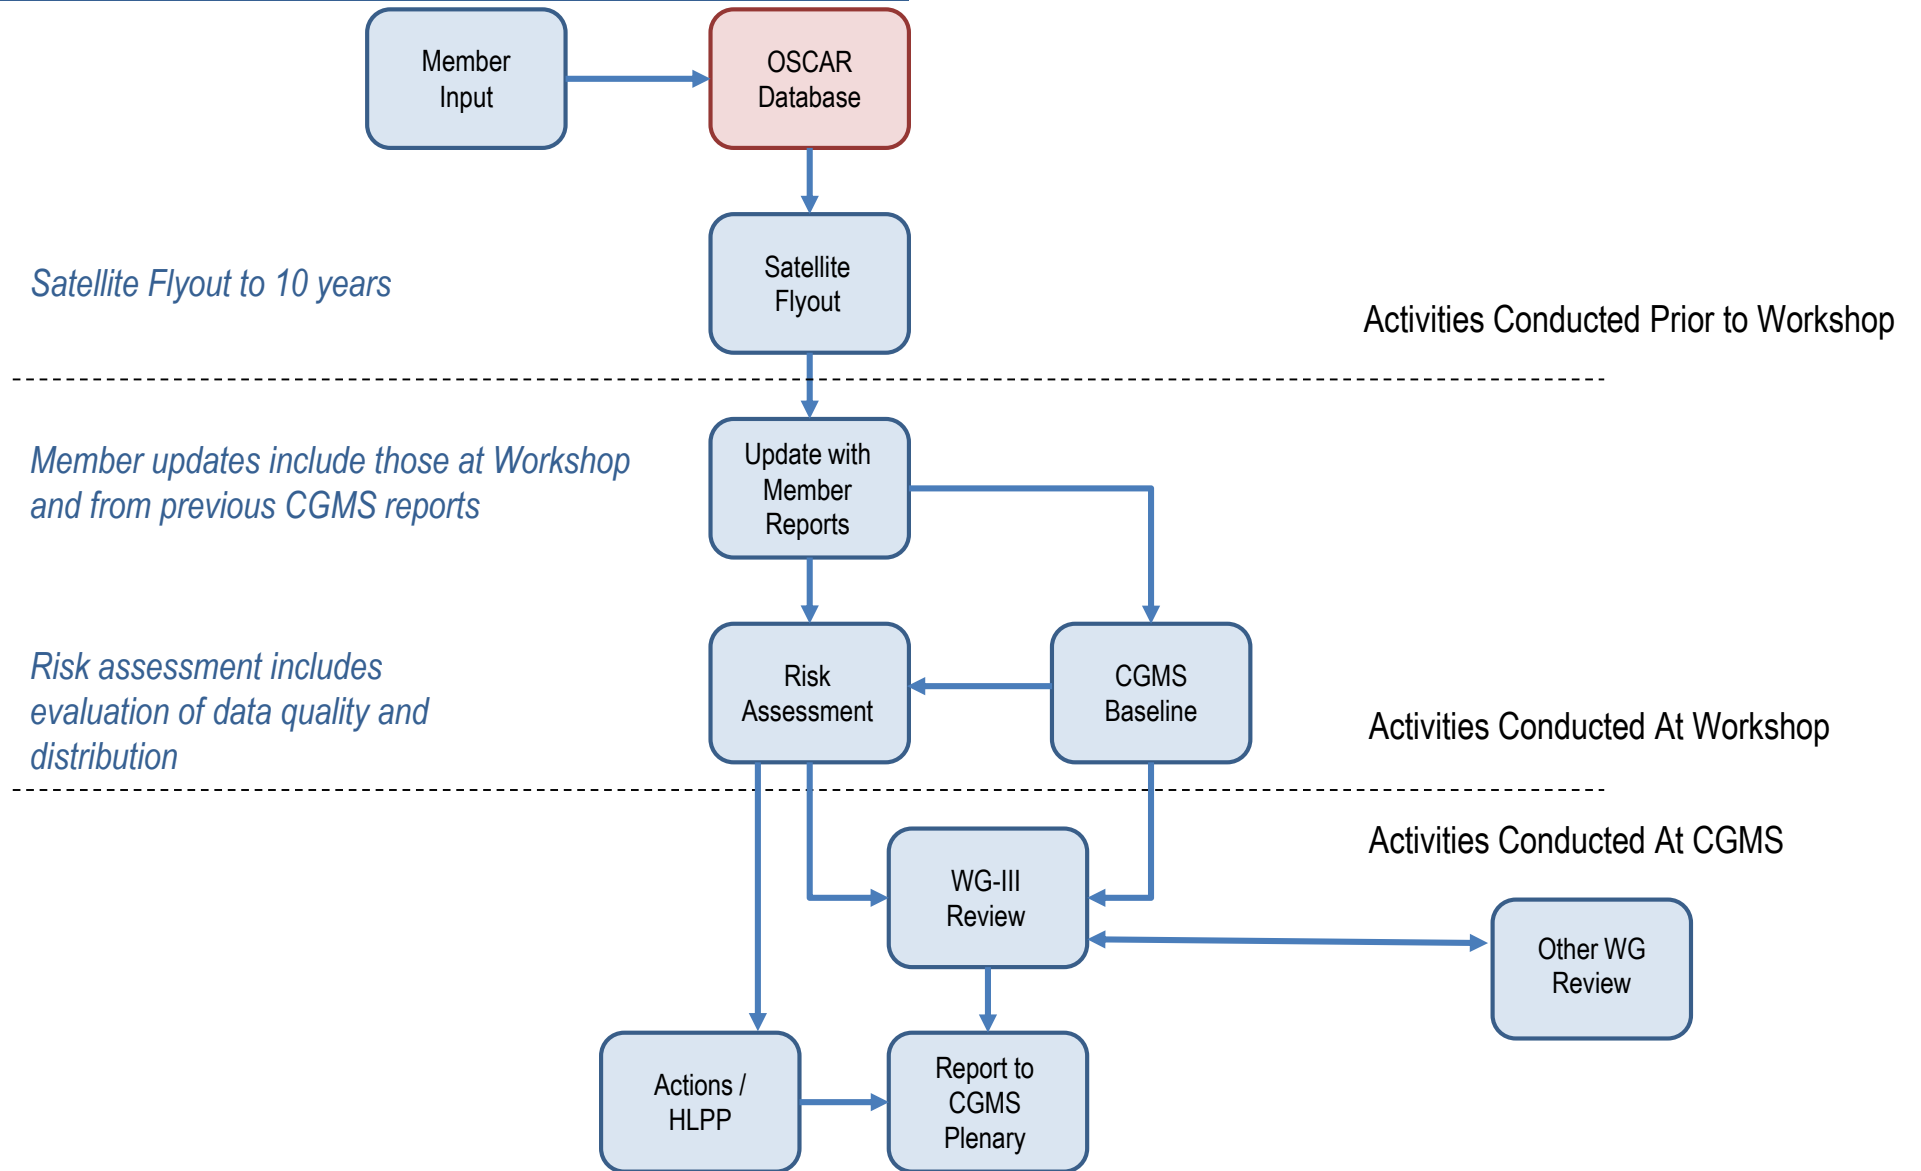 Member
Input
OSCAR
Database
Satellite Flyout to 10 years
Satellite
Flyout
Activities Conducted Prior to Workshop
Member updates include those at Workshop
and from previous CGMS reports
Update with
Member
Reports
Risk assessment includes
evaluation of data quality and
distribution
Risk
Assessment
CGMS
Baseline
Activities Conducted At Workshop
Activities Conducted At CGMS
WG-III
Review
Other WG
Review
Actions /
HLPP
Report to
CGMS
Plenary